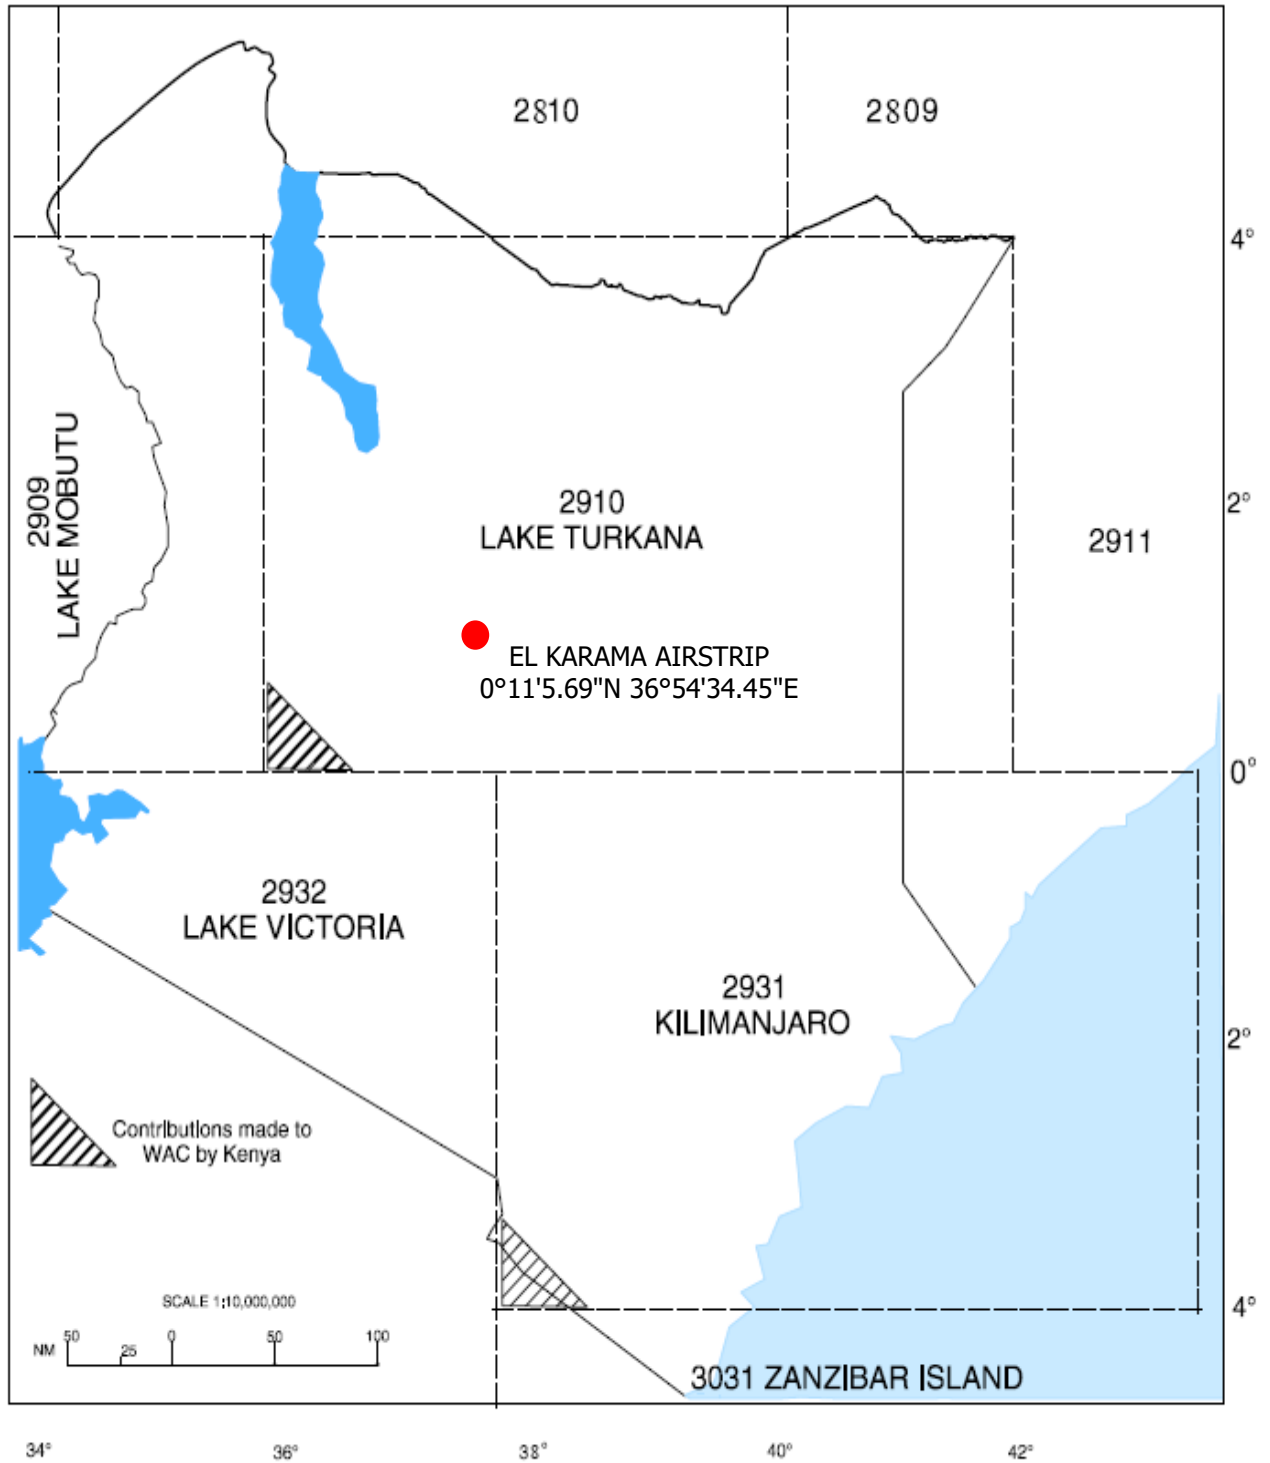 2810
2809
4°
2909
LAKE MOBUTU
2910
LAKE TURKANA
2°
2911
EL KARAMA AIRSTRIP
0°11'5.69"N 36°54'34.45"E
0°
2932
LAKE VICTORIA
2931
KILIMANJARO
2°
Contributions made to
WAC by Kenya
SCALE 1:10,000,000
4°
NM 50 25 0 50 100
3031 ZANZIBAR ISLAND
34° 36° 38° 40° 42°